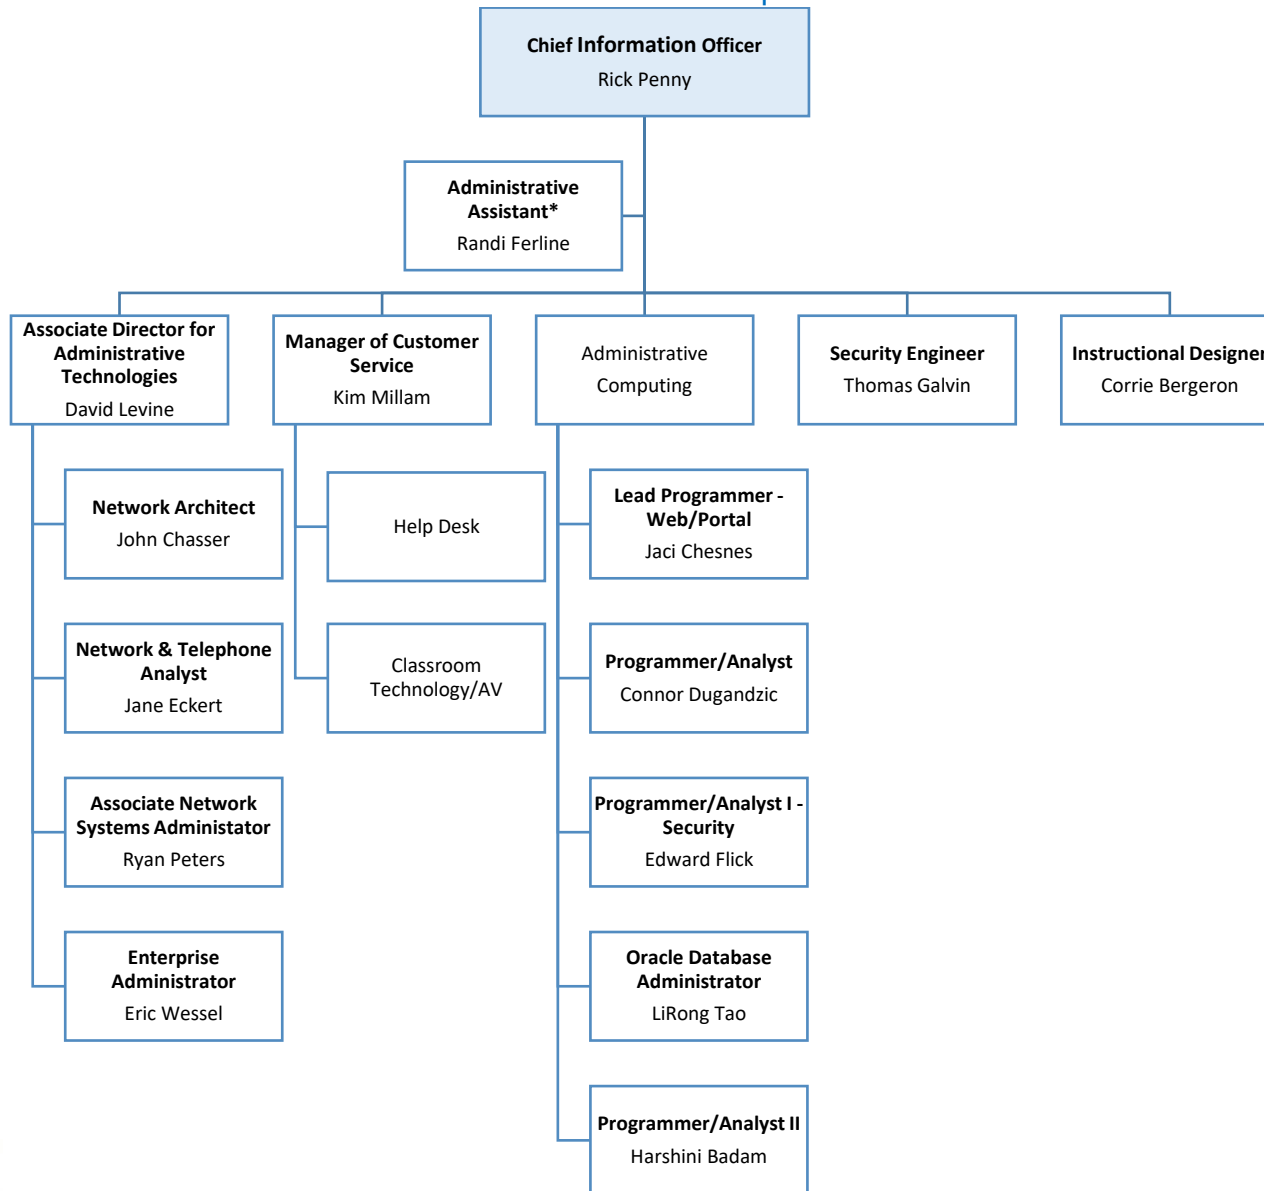 Chief Information Officer
Rick Penny
Administrative
Assistant*
Randi Ferline
Associate Director for
Administrative
Technologies
David Levine
Manager of Customer
Service
Kim Millam
Administrative
Computing
Security Engineer
Thomas Galvin
Instructional Designer
Corrie Bergeron
Network Architect
John Chasser
Help Desk
Lead Programmer -
Web/Portal
Jaci Chesnes
Network & Telephone
Analyst
Jane Eckert
Classroom
Technology/AV
Programmer/Analyst
Connor Dugandzic
Associate Network
Systems Administator
Ryan Peters
Programmer/Analyst I -
Security
Edward Flick
Enterprise
Administrator
Eric Wessel
Oracle Database
Administrator
LiRong Tao
Programmer/Analyst II
Harshini Badam